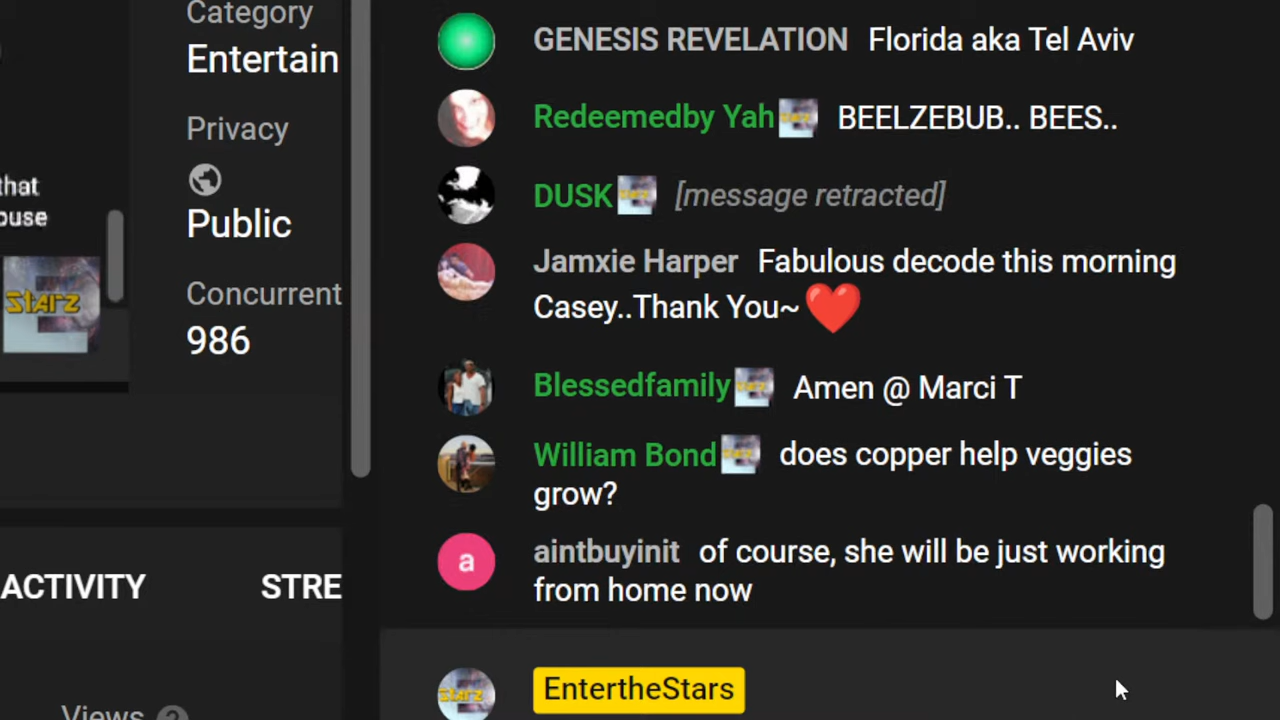 Category
Entertain
Privacy
that
ouse
Public
Starz
Concurrent
986
ACTIVITY STRE
Views ?
GENESIS REVELATION Florida aka Tel Aviv
Redeemedby Yah BEELZEBUB.. BEES..
DUSK [message retracted]
Jamxie Harper Fabulous decode this morning
Casey..Thank You~
Blessedfamily Amen @ Marci T
William Bond does copper help veggies
grow?
a aintbuyinit of course, she will be just working
from home now
Starz EntertheStars